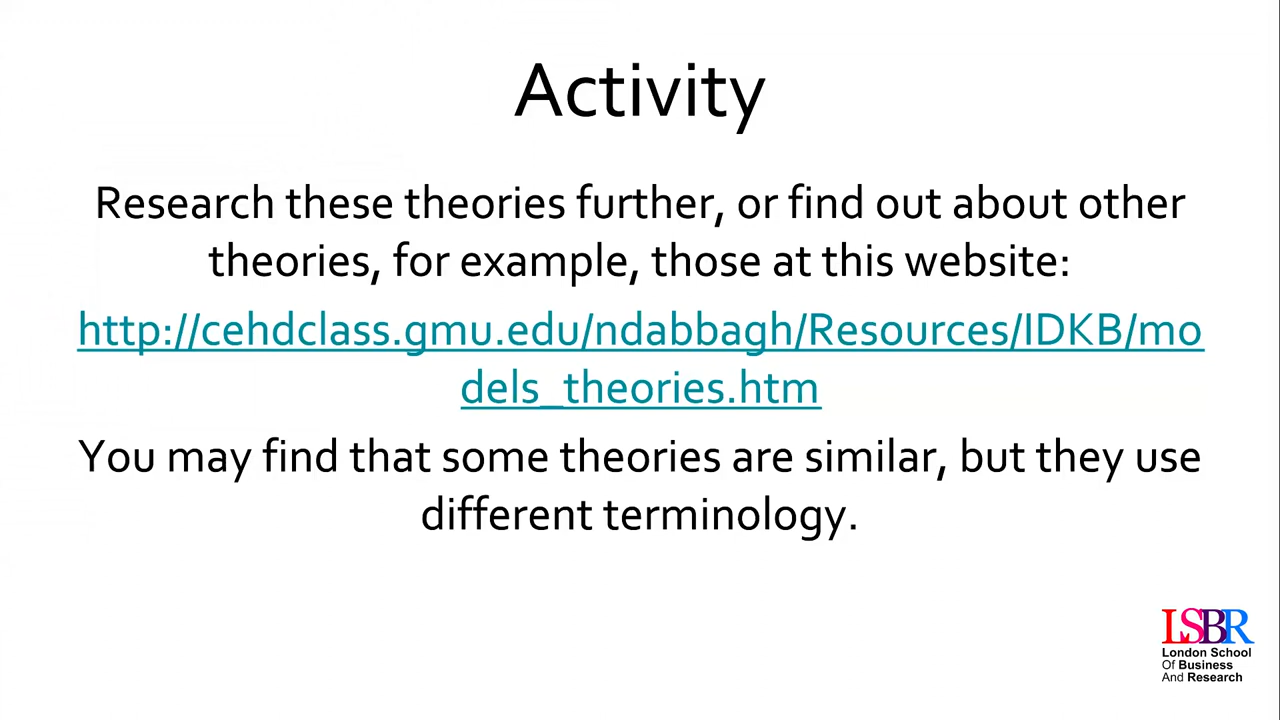 Activity
Research these theories further, or find out about other
theories, for example, those at this website:
http://cehdclass.gmu.edu/ndabbagh/Resources/IDKB/mo
dels_theories.htm
You may find that some theories are similar, but they use
different terminology.
LSBR
London School
Of Business
And Research